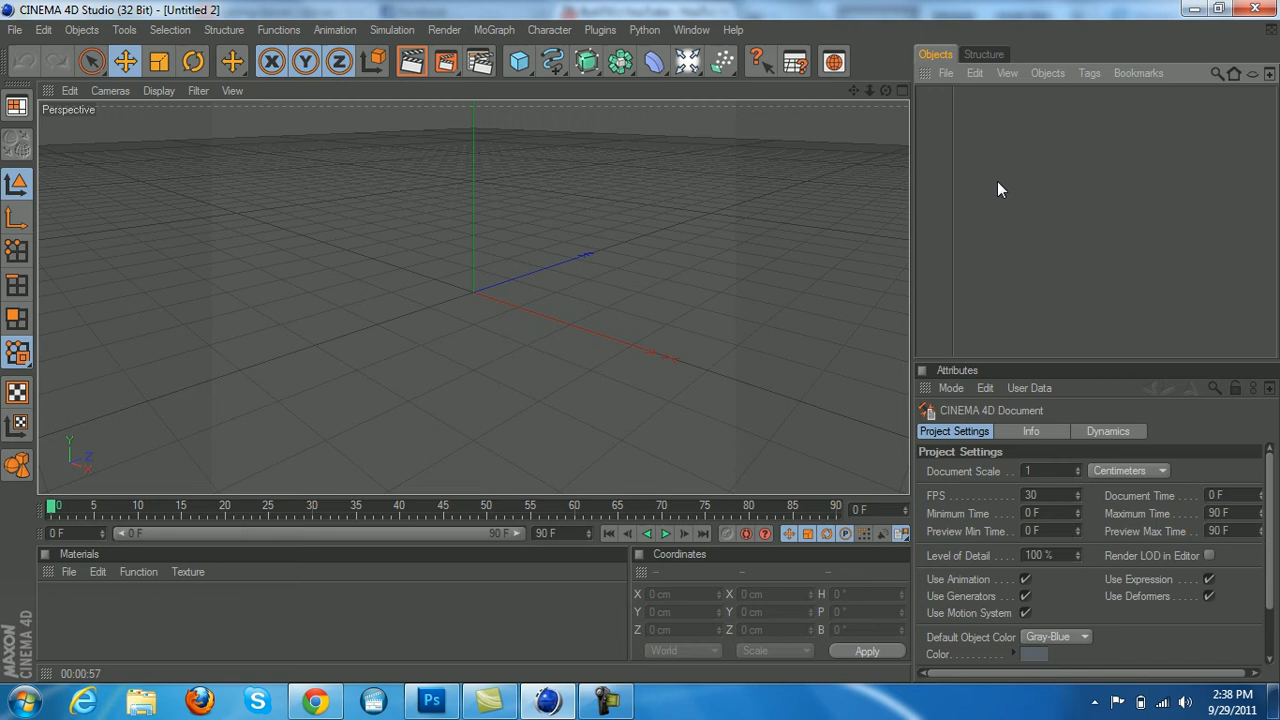 CINEMA 4D Studio (32 Bit) - [Untitled 2]
File Edit Objects Tools Selection Structure Functions Animation Simulation Render MoGraph Character Plugins Window Help
Objects Structure
File Edit View Objects Tags Bookmarks
Edit Cameras Display Filter View
Perspective
Y
Z
X
Attributes
Mode Edit User Data
CINEMA 4D Document
Project Settings Info Dynamics
Project Settings
Document Scale 1 Centimeters
FPS 30 Document Time 0 F
Minimum Time 0 F Maximum Time 90 F
Preview Min Time 0 F Preview Max Time 90 F
Level of Detail 100 % Render LOD in Editor
Use Animation Use Expression
Use Generators Use Deformers
Use Motion System
Default Object Color Gray-Blue
Color
0 5 10 15 20 25 30 35 40 45 50 55 60 65 70 75 80 85 90 0 F
0 F 0 F 90 F 90 F
Materials
File Edit Function Texture
Coordinates
-- -- --
X 0 cm X 0 cm H 0 °
Y 0 cm Y 0 cm P 0 °
Z 0 cm Z 0 cm B 0 °
World Scale Apply
MAXON CINEMA 4D
00:00:57
2:38 PM
9/29/2011